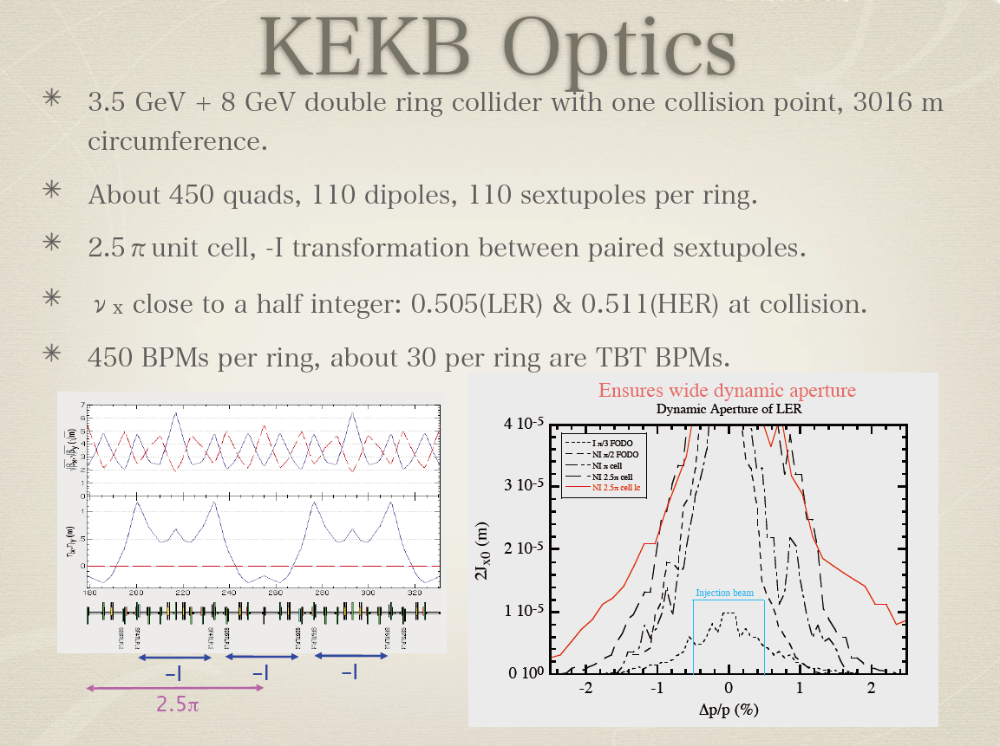 KEKB Optics
3.5 GeV + 8 GeV double ring collider with one collision point, 3016 m
circumference.
About 450 quads, 110 dipoles, 110 sextupoles per ring.
2.5π unit cell, -I transformation between paired sextupoles.
νx close to a half integer: 0.505(LER) & 0.511(HER) at collision.
450 BPMs per ring, about 30 per ring are TBT BPMs.
7
6
5
4
3
2
1
0
√βx, √βy (√m)
1
.5
0
ηx, ηy (m)
180 200 220 240 260 280 300 320
-I -I -I
2.5π
Ensures wide dynamic aperture
Dynamic Aperture of LER
4 10-5
3 10-5
2 10-5
1 10-5
0 100
2Jx0 (m)
I π/3 FODO
NI π/2 FODO
NI π cell
NI 2.5π cell
NI 2.5π cell lc
Injection beam
-2 -1 0 1 2
Δp/p (%)